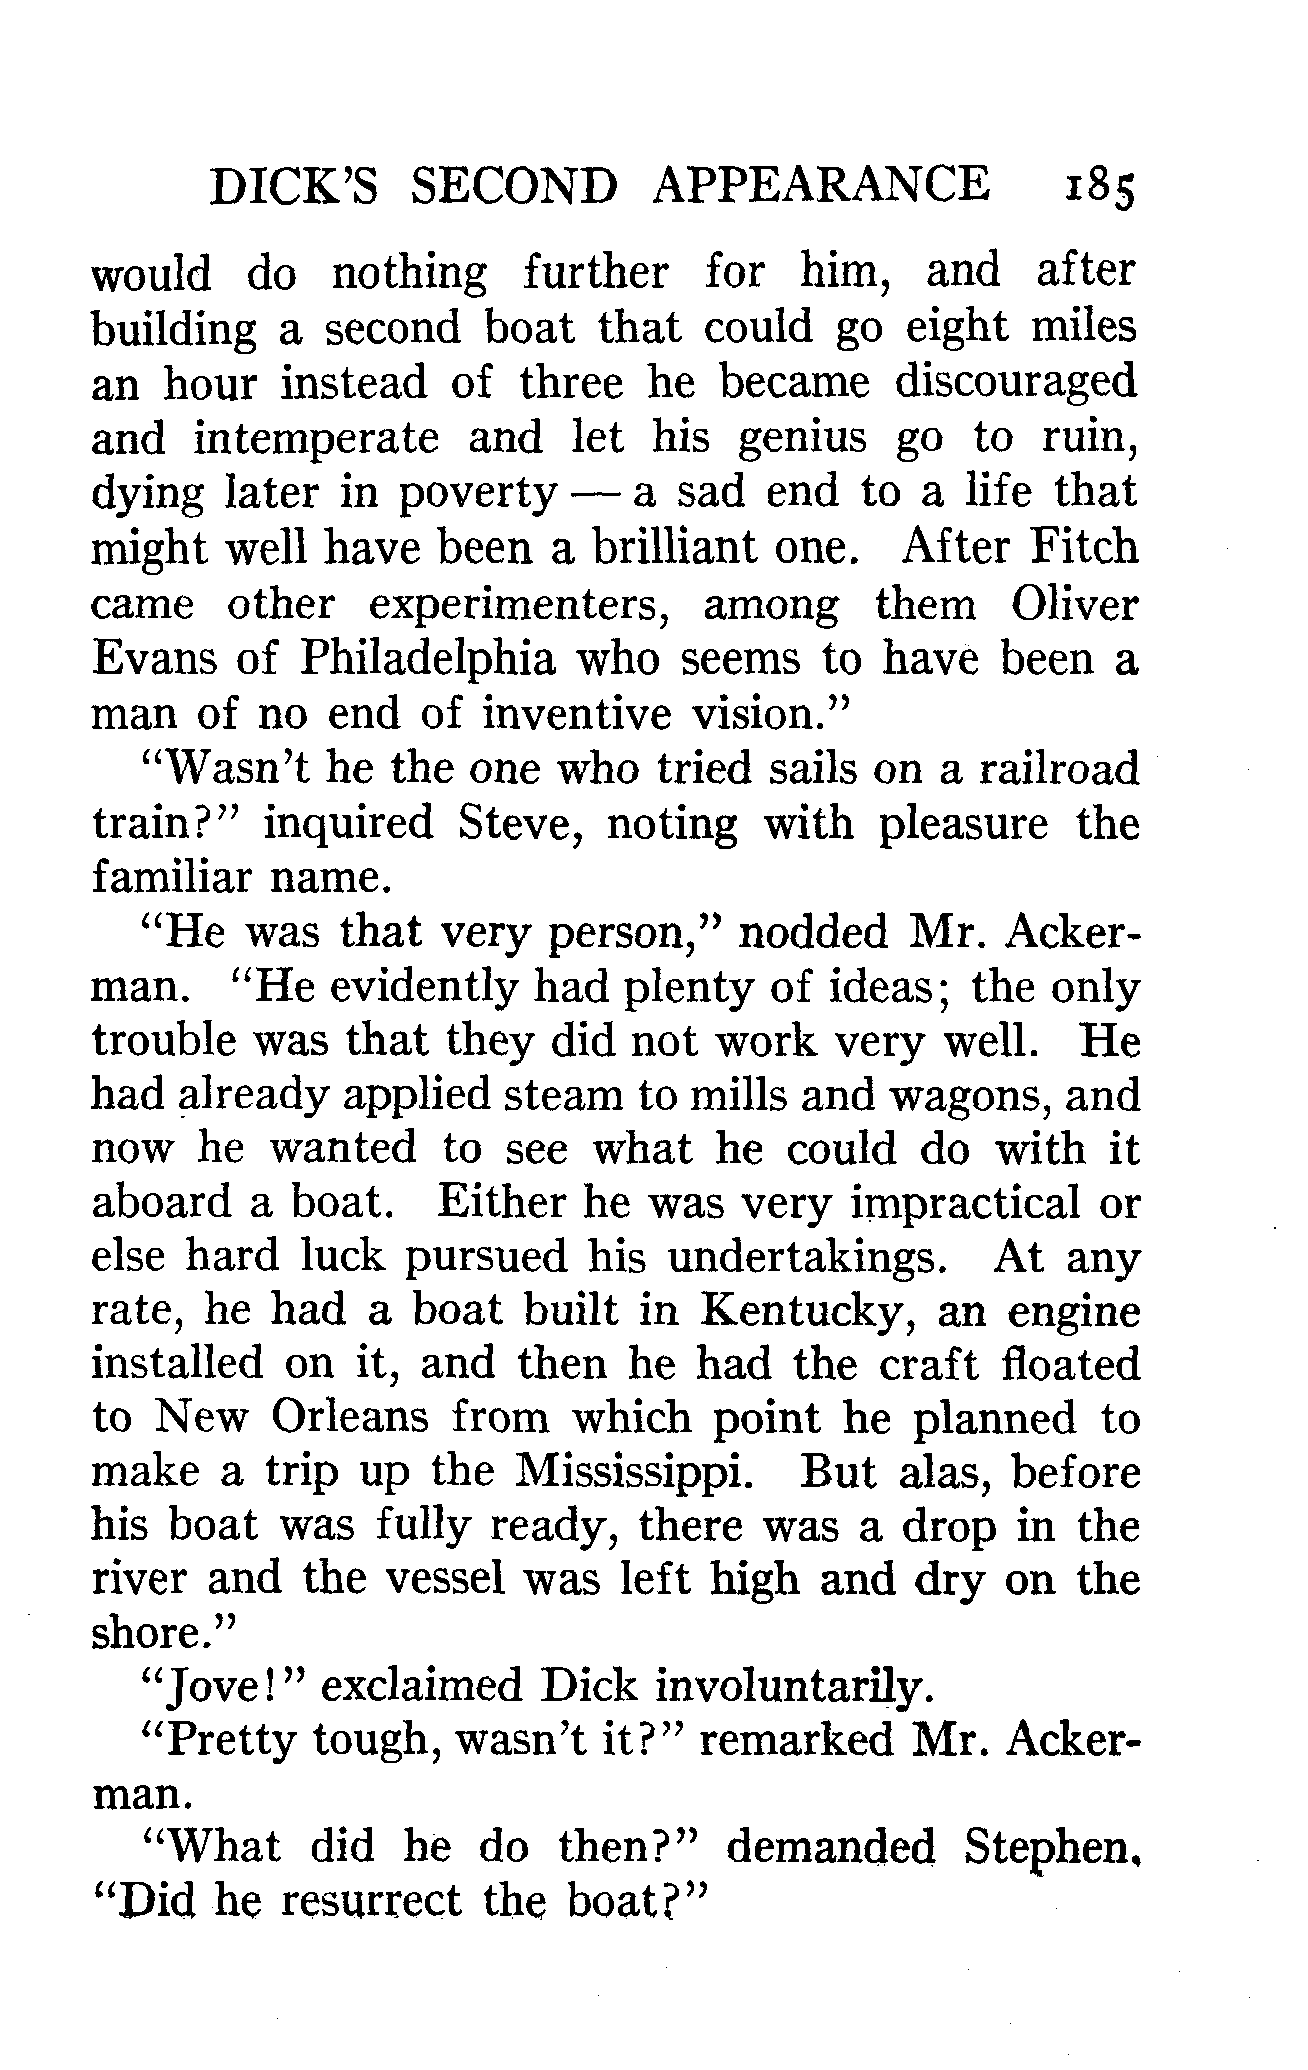 DICK'S SECOND APPEARANCE 185
would do nothing further for him, and after
building a second boat that could go eight miles
an hour instead of three he became discouraged
and intemperate and let his genius go to ruin,
dying later in poverty — a sad end to a life that
might well have been a brilliant one. After Fitch
came other experimenters, among them Oliver
Evans of Philadelphia who seems to have been a
man of no end of inventive vision."
"Wasn't he the one who tried sails on a railroad
train?" inquired Steve, noting with pleasure the
familiar name.
"He was that very person," nodded Mr. Acker-
man. "He evidently had plenty of ideas; the only
trouble was that they did not work very well. He
had already applied steam to mills and wagons, and
now he wanted to see what he could do with it
aboard a boat. Either he was very impractical or
else hard luck pursued his undertakings. At any
rate, he had a boat built in Kentucky, an engine
installed on it, and then he had the craft floated
to New Orleans from which point he planned to
make a trip up the Mississippi. But alas, before
his boat was fully ready, there was a drop in the
river and the vessel was left high and dry on the
shore."
"Jove!" exclaimed Dick involuntarily.
"Pretty tough, wasn't it?" remarked Mr. Acker-
man.
"What did he do then?" demanded Stephen,
"Did he resurrect the boat?"